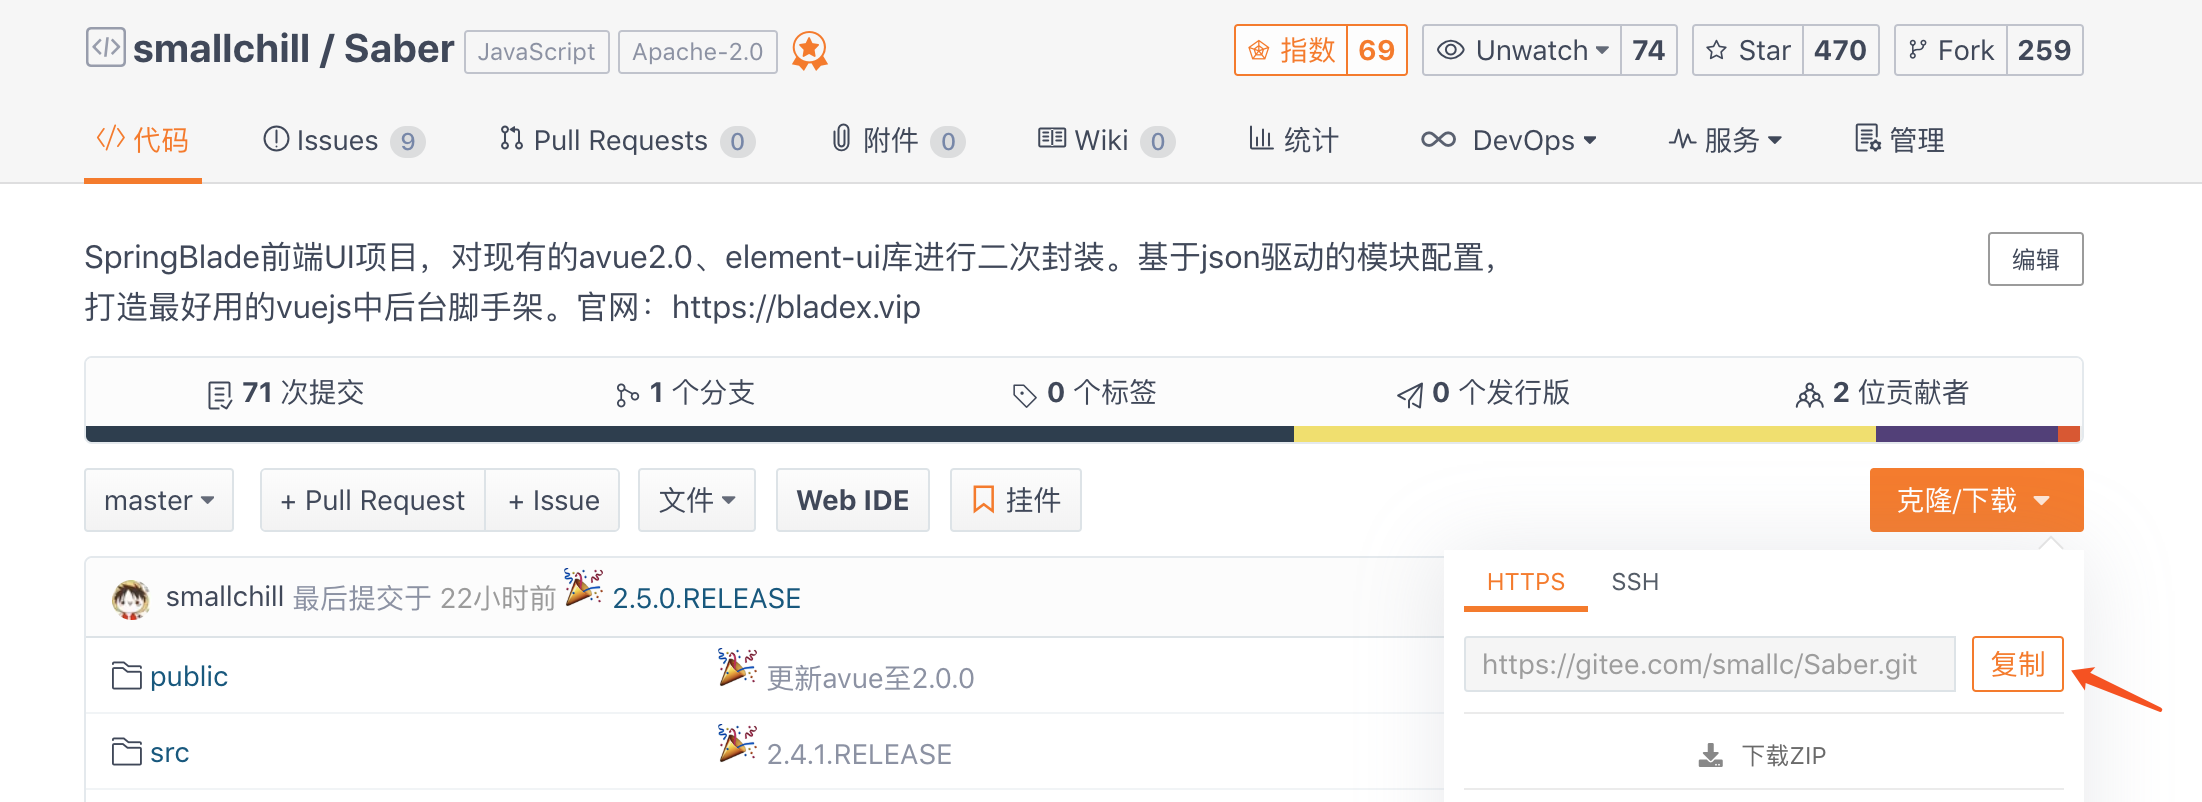 smallchill / Saber JavaScript Apache-2.0 指数 69 Unwatch 74 Star 470 Fork 259
代码 Issues 9 Pull Requests 0 附件 0 Wiki 0 统计 DevOps 服务 管理
SpringBlade前端UI项目，对现有的avue2.0、element-ui库进行二次封装。基于json驱动的模块配置，
打造最好用的vuejs中后台脚手架。官网：https://bladex.vip
编辑
71 次提交 1 个分支 0 个标签 0 个发行版 2 位贡献者
master + Pull Request + Issue 文件 Web IDE 挂件 克隆/下载
smallchill 最后提交于 22小时前 2.5.0.RELEASE
HTTPS SSH
public 更新avue至2.0.0
https://gitee.com/smallc/Saber.git 复制
src 2.4.1.RELEASE
下载ZIP